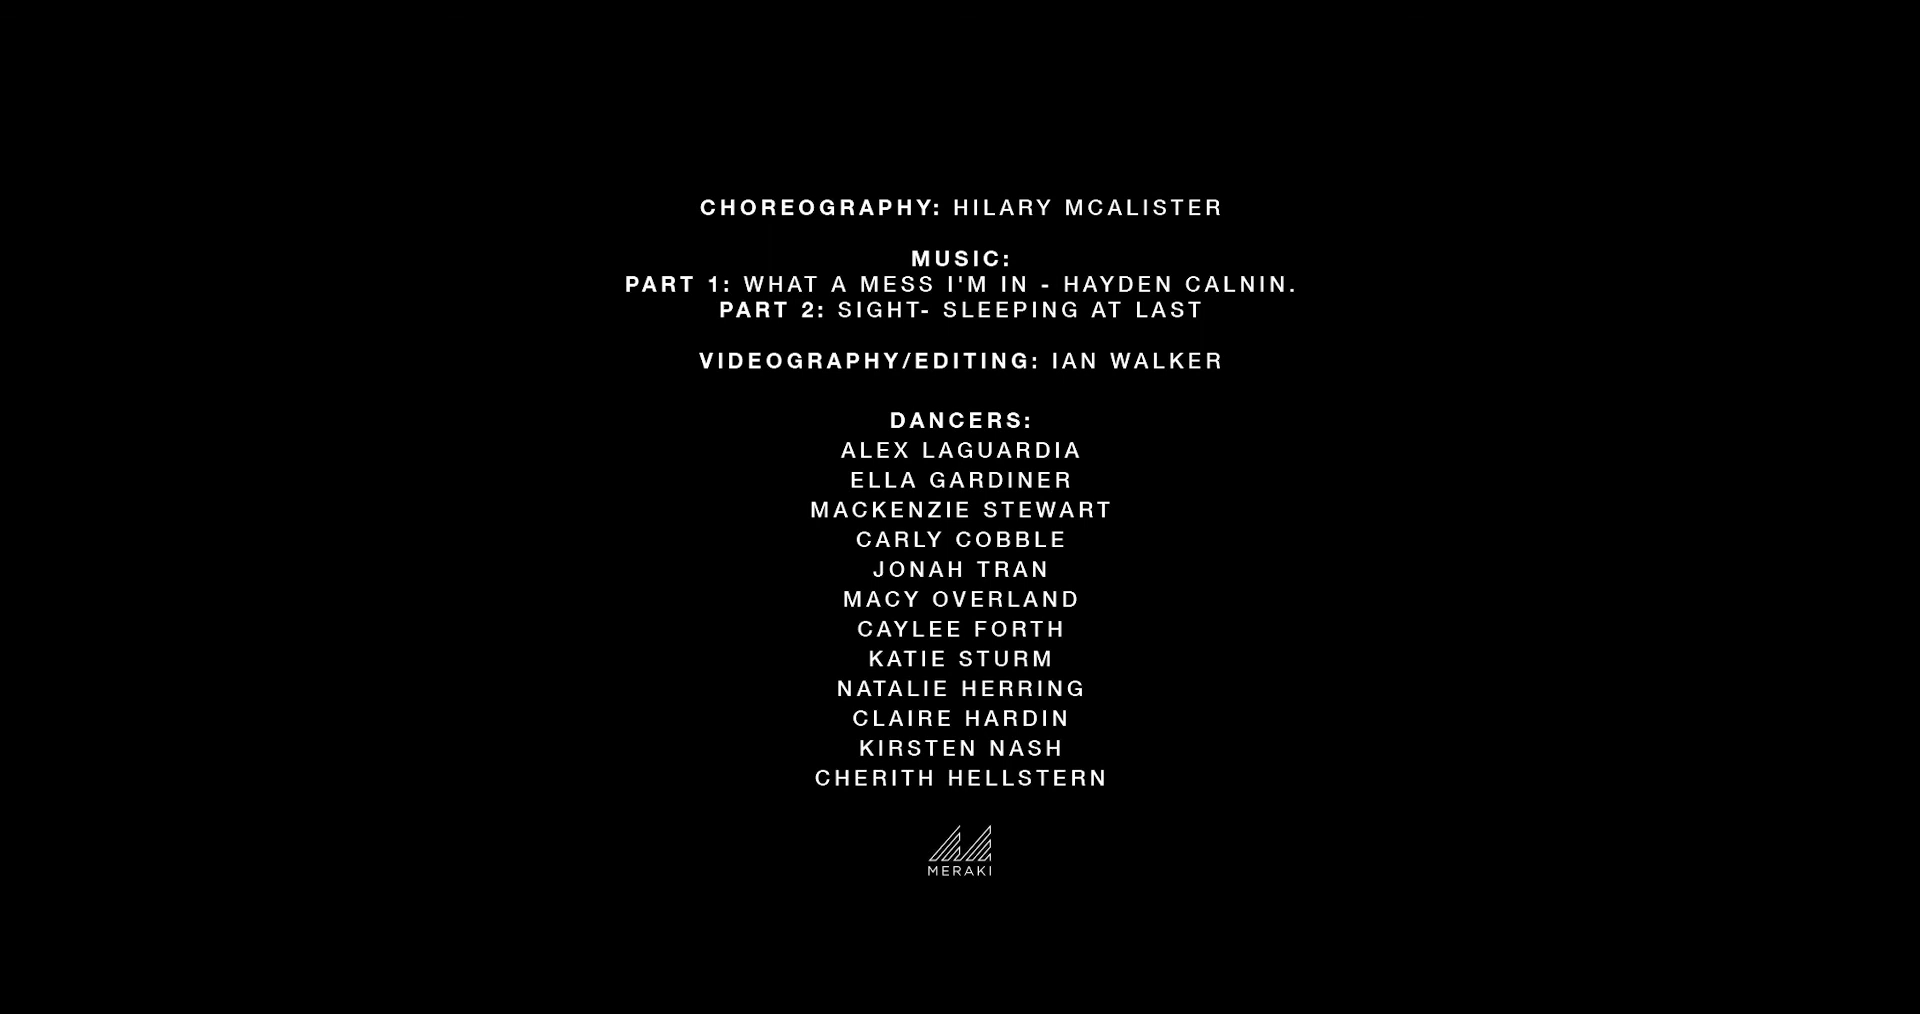 CHOREOGRAPHY: HILARY MCALISTER
MUSIC:
PART 1: WHAT A MESS I'M IN - HAYDEN CALNIN.
PART 2: SIGHT- SLEEPING AT LAST
VIDEOGRAPHY/EDITING: IAN WALKER
DANCERS:
ALEX LAGUARDIA
ELLA GARDINER
MACKENZIE STEWART
CARLY COBBLE
JONAH TRAN
MACY OVERLAND
CAYLEE FORTH
KATIE STURM
NATALIE HERRING
CLAIRE HARDIN
KIRSTEN NASH
CHERITH HELLSTERN
MERAKI